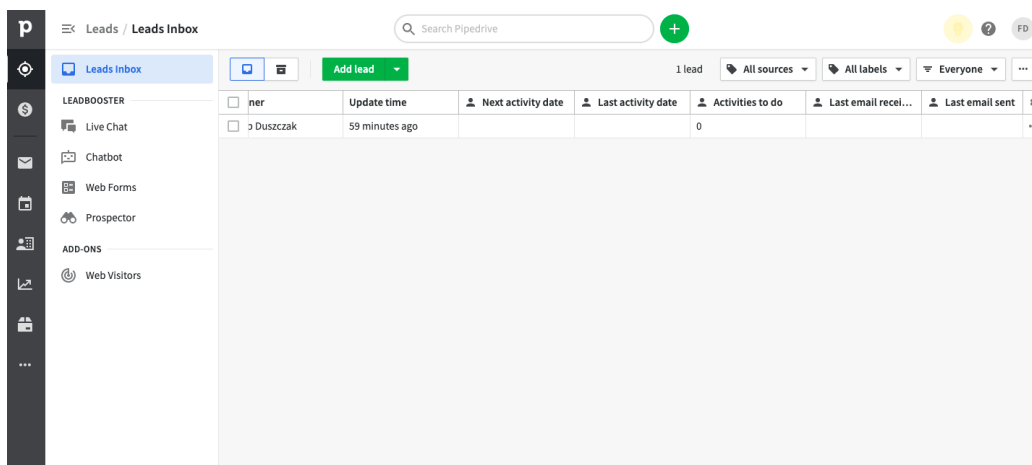 p
Leads / Leads Inbox
Search Pipedrive
FD
Leads Inbox
LEADBOOSTER
Live Chat
Chatbot
Web Forms
Prospector
ADD-ONS
Web Visitors
Add lead
1 lead
All sources
All labels
Everyone
ner
Update time
Next activity date
Last activity date
Activities to do
Last email recei...
Last email sent
o Duszczak
59 minutes ago
0